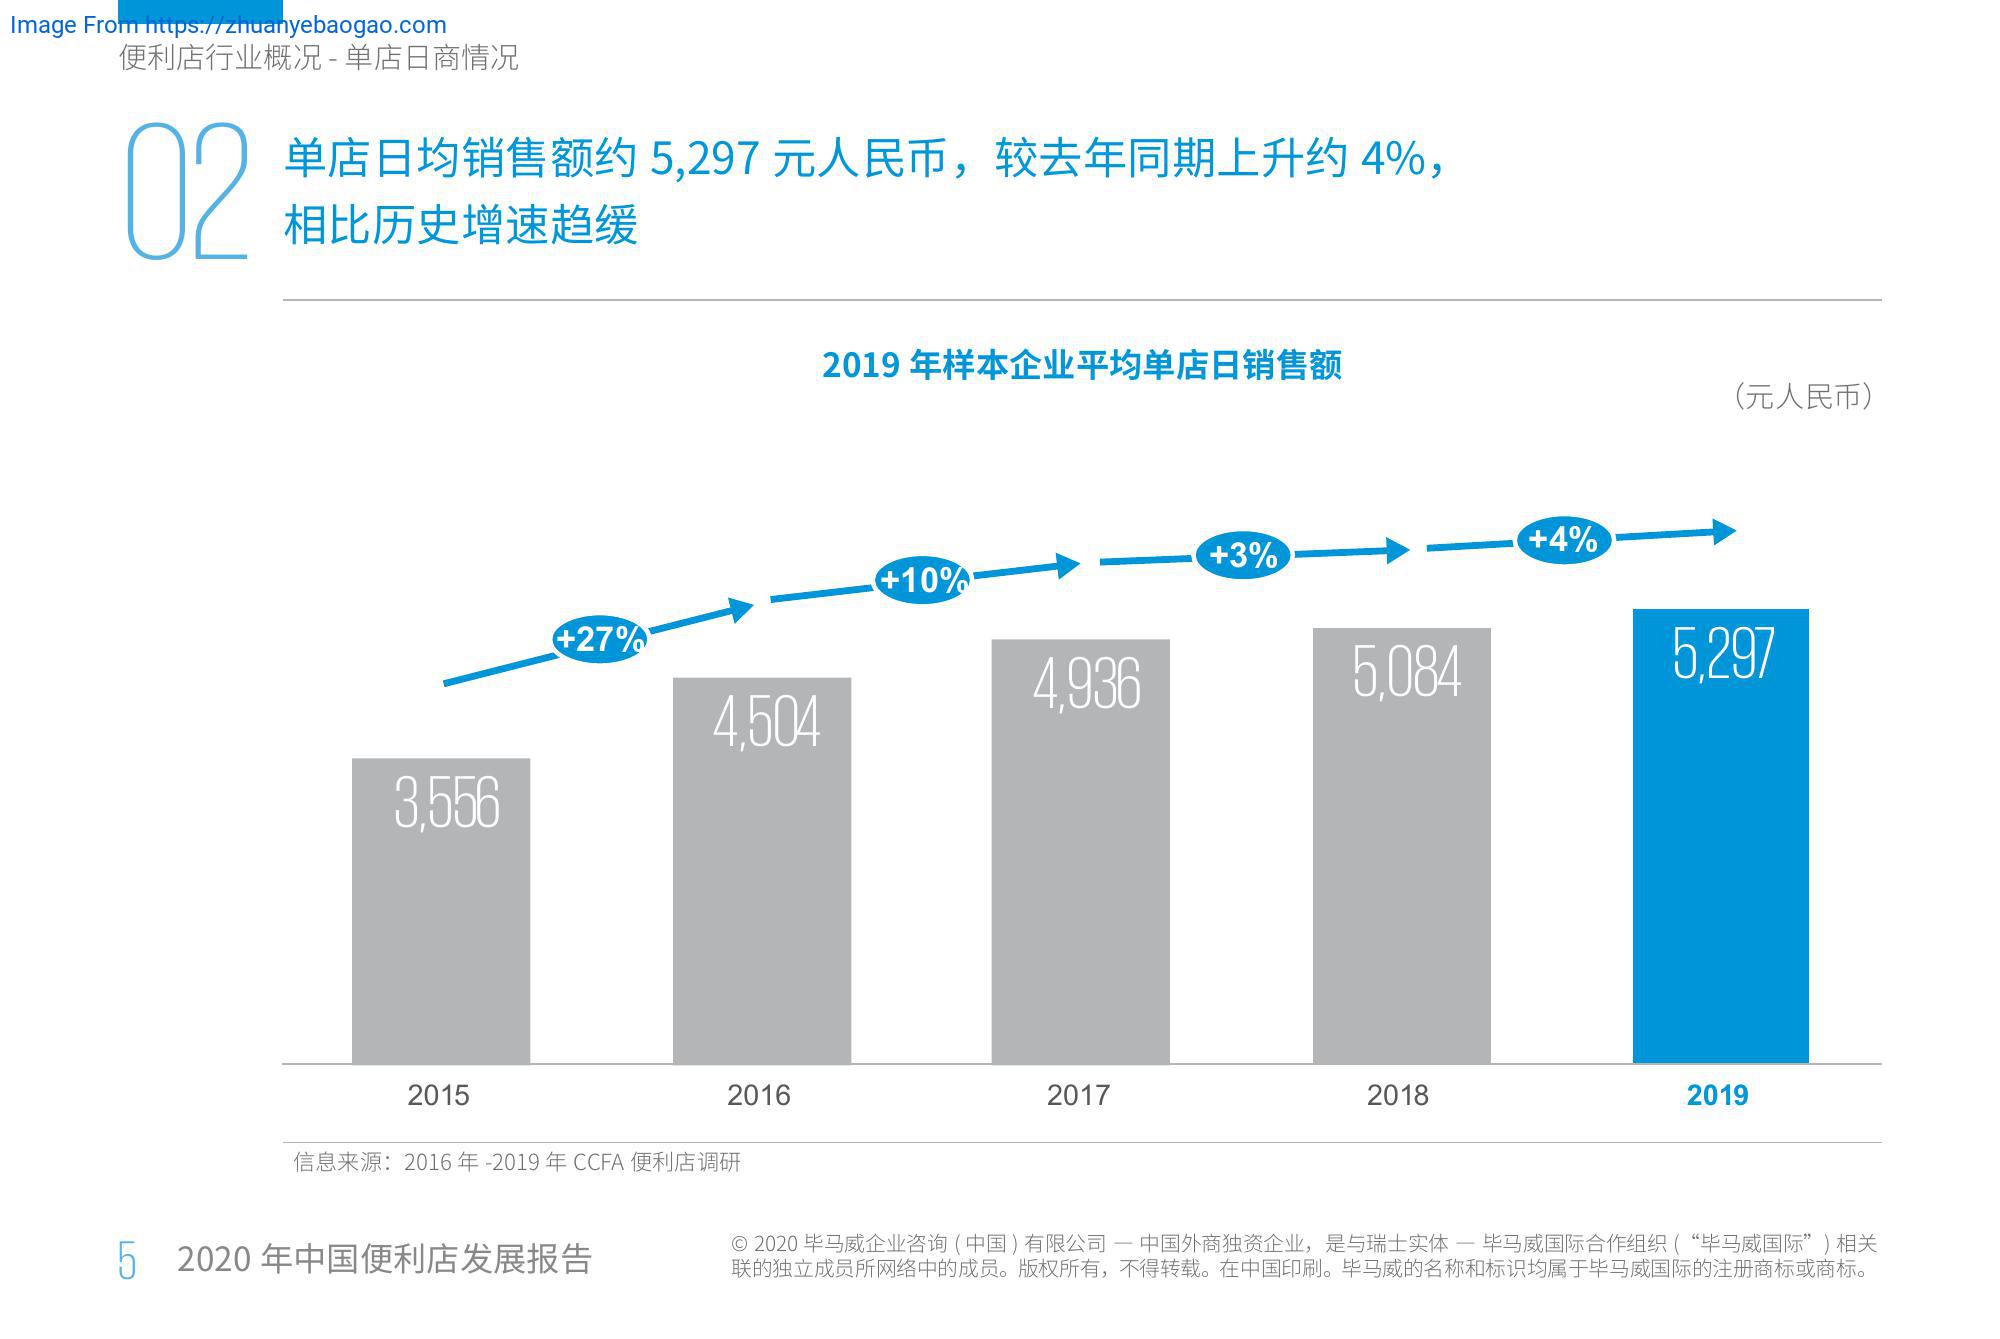 Image From https://zhuanyebaogao.com
便利店行业概况 - 单店日商情况
02
单店日均销售额约 5,297 元人民币，较去年同期上升约 4%，
相比历史增速趋缓
2019 年样本企业平均单店日销售额
（元人民币）
+27%
+10%
+3%
+4%
3,556
4,504
4,936
5,084
5,297
2015
2016
2017
2018
2019
信息来源：2016 年 -2019 年 CCFA 便利店调研
5
2020 年中国便利店发展报告
© 2020 毕马威企业咨询 ( 中国 ) 有限公司 — 中国外商独资企业，是与瑞士实体 — 毕马威国际合作组织 (“毕马威国际”) 相关
联的独立成员所网络中的成员。版权所有，不得转载。在中国印刷。毕马威的名称和标识均属于毕马威国际的注册商标或商标。